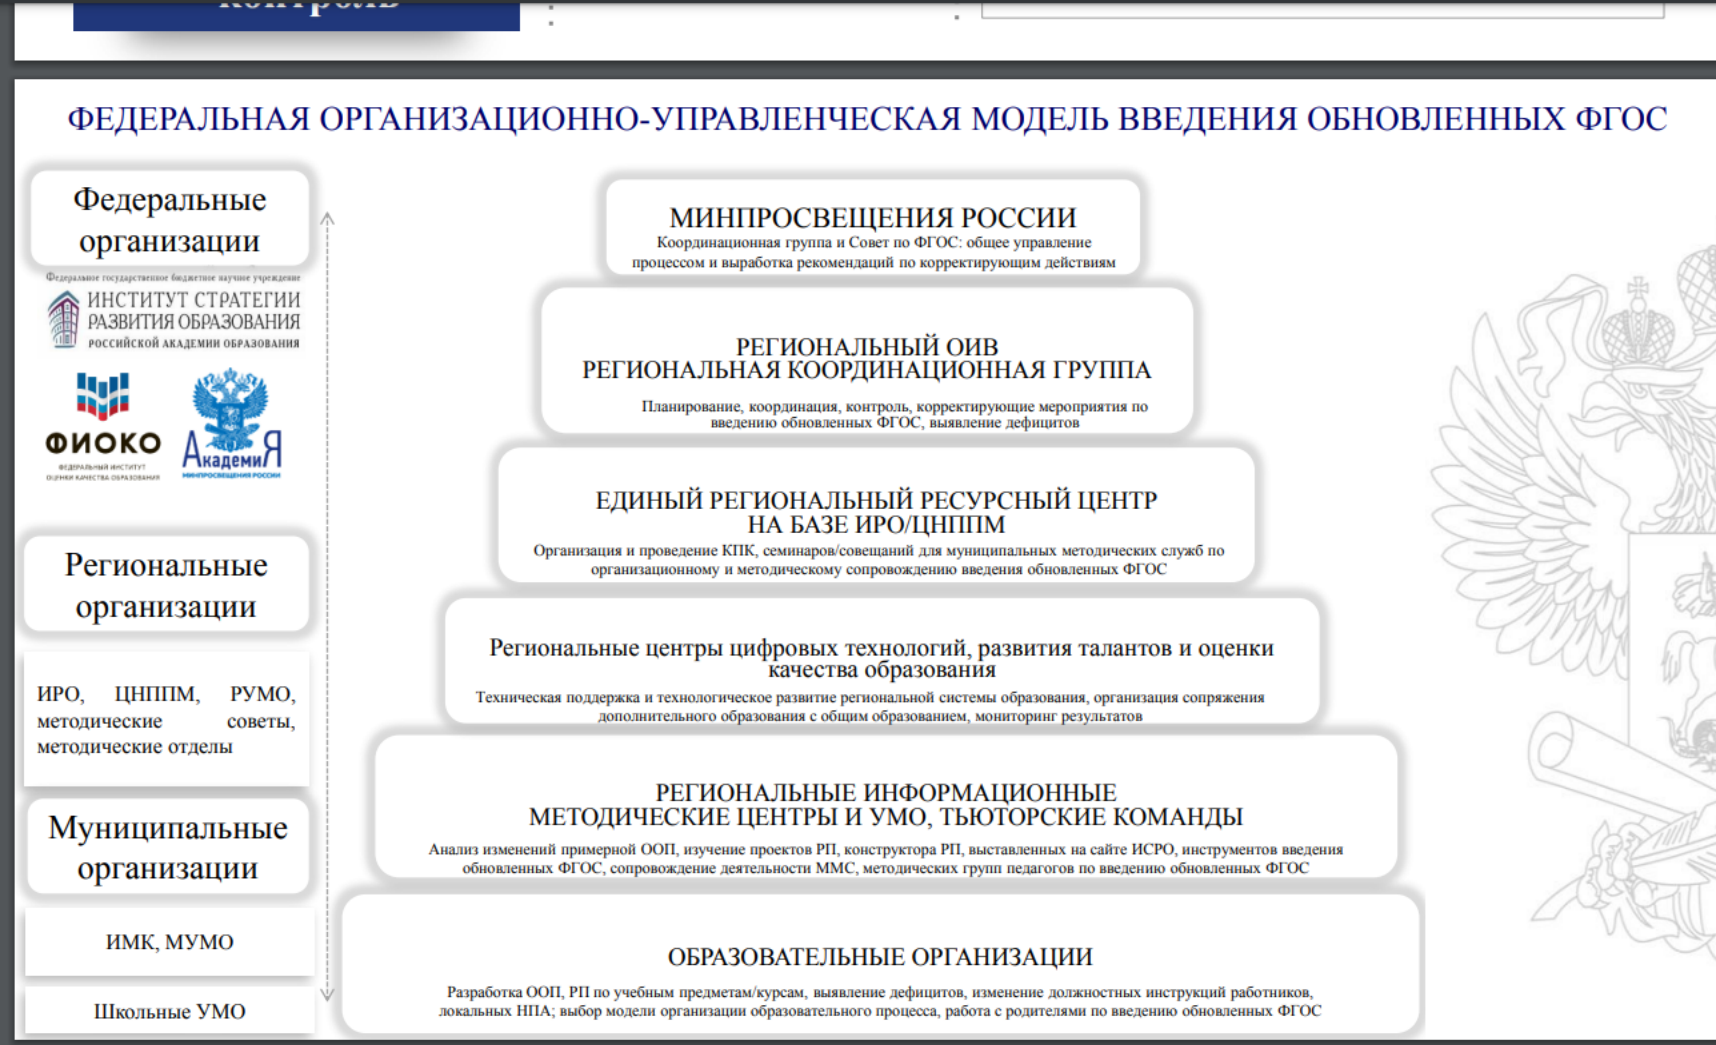 контроль
ФЕДЕРАЛЬНАЯ ОРГАНИЗАЦИОННО-УПРАВЛЕНЧЕСКАЯ МОДЕЛЬ ВВЕДЕНИЯ ОБНОВЛЕННЫХ ФГОС
Федеральные
организации
Федеральное государственное бюджетное научное учреждение
ИНСТИТУТ СТРАТЕГИИ
РАЗВИТИЯ ОБРАЗОВАНИЯ
РОССИЙСКОЙ АКАДЕМИИ ОБРАЗОВАНИЯ
ФИОКО
ФЕДЕРАЛЬНЫЙ ИНСТИТУТ
ОЦЕНКИ КАЧЕСТВА ОБРАЗОВАНИЯ
АкадемиЯ
МИНПРОСВЕЩЕНИЯ РОССИИ
Региональные
организации
ИРО, ЦНППМ, РУМО,
методические советы,
методические отделы
Муниципальные
организации
ИМК, МУМО
Школьные УМО
МИНПРОСВЕЩЕНИЯ РОССИИ
Координационная группа и Совет по ФГОС: общее управление
процессом и выработка рекомендаций по корректирующим действиям
РЕГИОНАЛЬНЫЙ ОИВ
РЕГИОНАЛЬНАЯ КООРДИНАЦИОННАЯ ГРУППА
Планирование, координация, контроль, корректирующие мероприятия по
введению обновленных ФГОС, выявление дефицитов
ЕДИНЫЙ РЕГИОНАЛЬНЫЙ РЕСУРСНЫЙ ЦЕНТР
НА БАЗЕ ИРО/ЦНППМ
Организация и проведение КПК, семинаров/совещаний для муниципальных методических служб по
организационному и методическому сопровождению введения обновленных ФГОС
Региональные центры цифровых технологий, развития талантов и оценки
качества образования
Техническая поддержка и технологическое развитие региональной системы образования, организация сопряжения
дополнительного образования с общим образованием, мониторинг результатов
РЕГИОНАЛЬНЫЕ ИНФОРМАЦИОННЫЕ
МЕТОДИЧЕСКИЕ ЦЕНТРЫ И УМО, ТЬЮТОРСКИЕ КОМАНДЫ
Анализ изменений примерной ООП, изучение проектов РП, конструктора РП, выставленных на сайте ИСРО, инструментов введения
обновленных ФГОС, сопровождение деятельности ММС, методических групп педагогов по введению обновленных ФГОС
ОБРАЗОВАТЕЛЬНЫЕ ОРГАНИЗАЦИИ
Разработка ООП, РП по учебным предметам/курсам, выявление дефицитов, изменение должностных инструкций работников,
локальных НПА; выбор модели организации образовательного процесса, работа с родителями по введению обновленных ФГОС